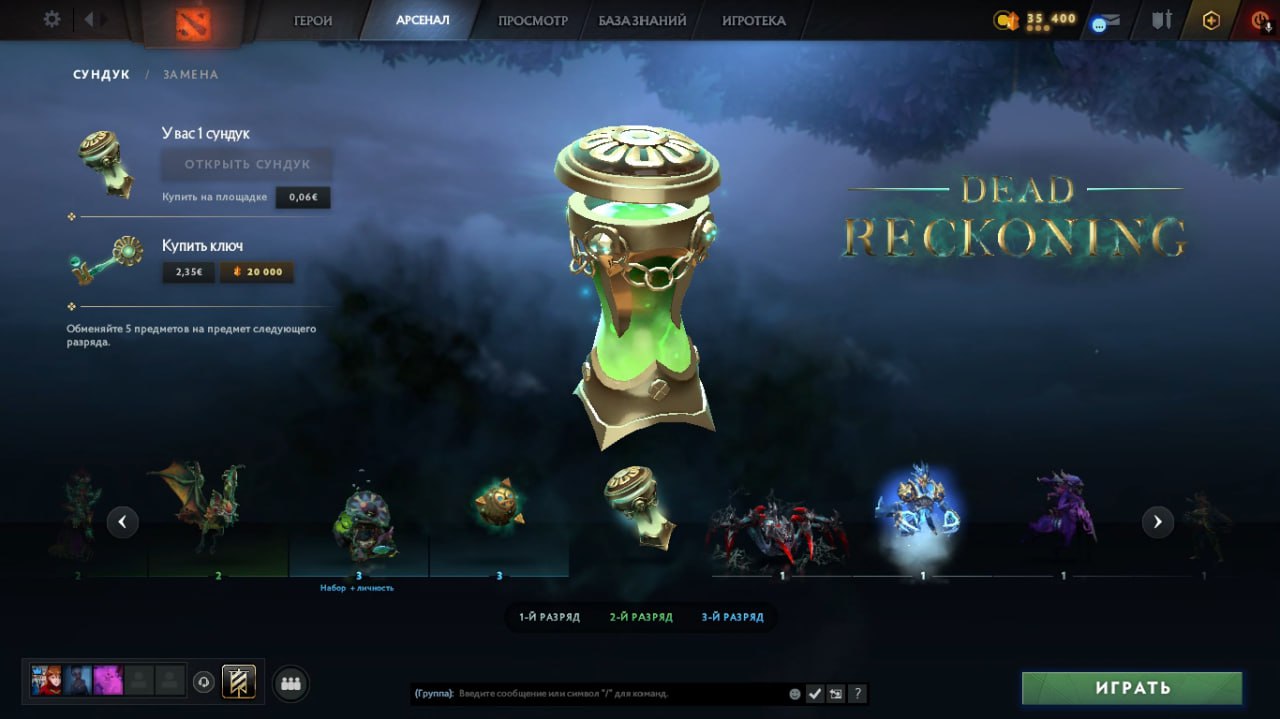 ГЕРОИ
АРСЕНАЛ
ПРОСМОТР
БАЗА ЗНАНИЙ
ИГРОТЕКА
35 400
СУНДУК / ЗАМЕНА
У вас 1 сундук
ОТКРЫТЬ СУНДУК
Купить на площадке 0,06€
Купить ключ
2,35€ 20 000
Обменяйте 5 предметов на предмет следующего
разряда.
DEAD
RECKONING
2 2 3 3 1 1 1 1
Набор + личность
1-Й РАЗРЯД 2-Й РАЗРЯД 3-Й РАЗРЯД
(Группа): Введите сообщение или символ "/" для команд. ?
ИГРАТЬ